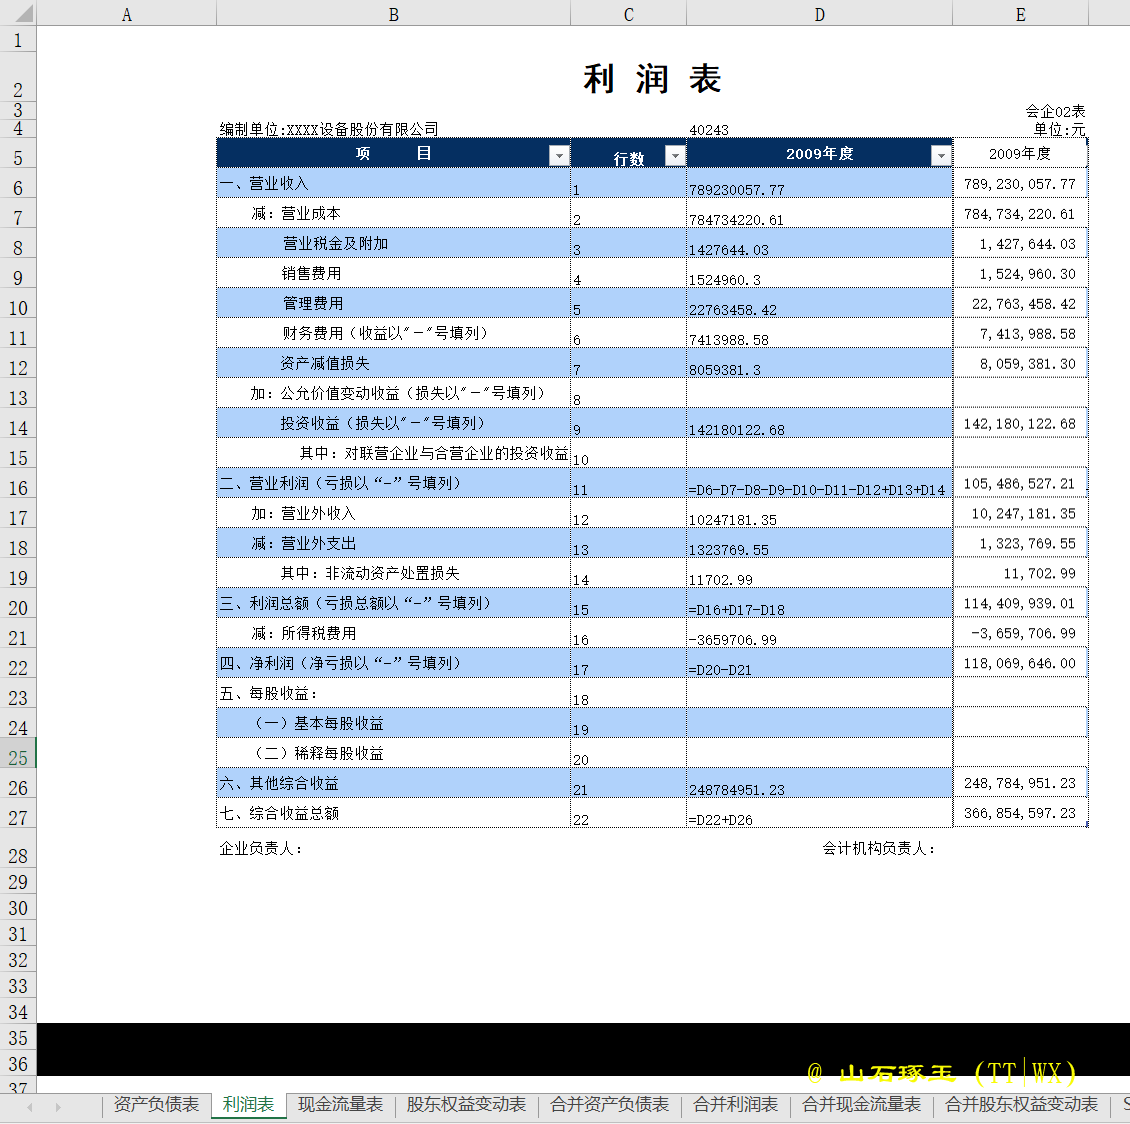 A B C D E
1
2 利 润 表
3 会企02表
4 编制单位:XXXX设备股份有限公司 40243 单位:元
5 项 目 行数 2009年度 2009年度
6 一、营业收入 1 789230057.77 789,230,057.77
7 减：营业成本 2 784734220.61 784,734,220.61
8 营业税金及附加 3 1427644.03 1,427,644.03
9 销售费用 4 1524960.3 1,524,960.30
10 管理费用 5 22763458.42 22,763,458.42
11 财务费用（收益以"－"号填列） 6 7413988.58 7,413,988.58
12 资产减值损失 7 8059381.3 8,059,381.30
13 加：公允价值变动收益（损失以"－"号填列） 8
14 投资收益（损失以"－"号填列） 9 142180122.68 142,180,122.68
15 其中：对联营企业与合营企业的投资收益 10
16 二、营业利润（亏损以“-”号填列） 11 =D6-D7-D8-D9-D10-D11-D12+D13+D14 105,486,527.21
17 加：营业外收入 12 10247181.35 10,247,181.35
18 减：营业外支出 13 1323769.55 1,323,769.55
19 其中：非流动资产处置损失 14 11702.99 11,702.99
20 三、利润总额（亏损总额以“-”号填列） 15 =D16+D17-D18 114,409,939.01
21 减：所得税费用 16 -3659706.99 -3,659,706.99
22 四、净利润（净亏损以“-”号填列） 17 =D20-D21 118,069,646.00
23 五、每股收益： 18
24 （一）基本每股收益 19
25 （二）稀释每股收益 20
26 六、其他综合收益 21 248784951.23 248,784,951.23
27 七、综合收益总额 22 =D22+D26 366,854,597.23
28 企业负责人： 会计机构负责人：
29
30
31
32
33
34
35
36 @ 山石琢玉 (TT|WX)
37
资产负债表 利润表 现金流量表 股东权益变动表 合并资产负债表 合并利润表 合并现金流量表 合并股东权益变动表